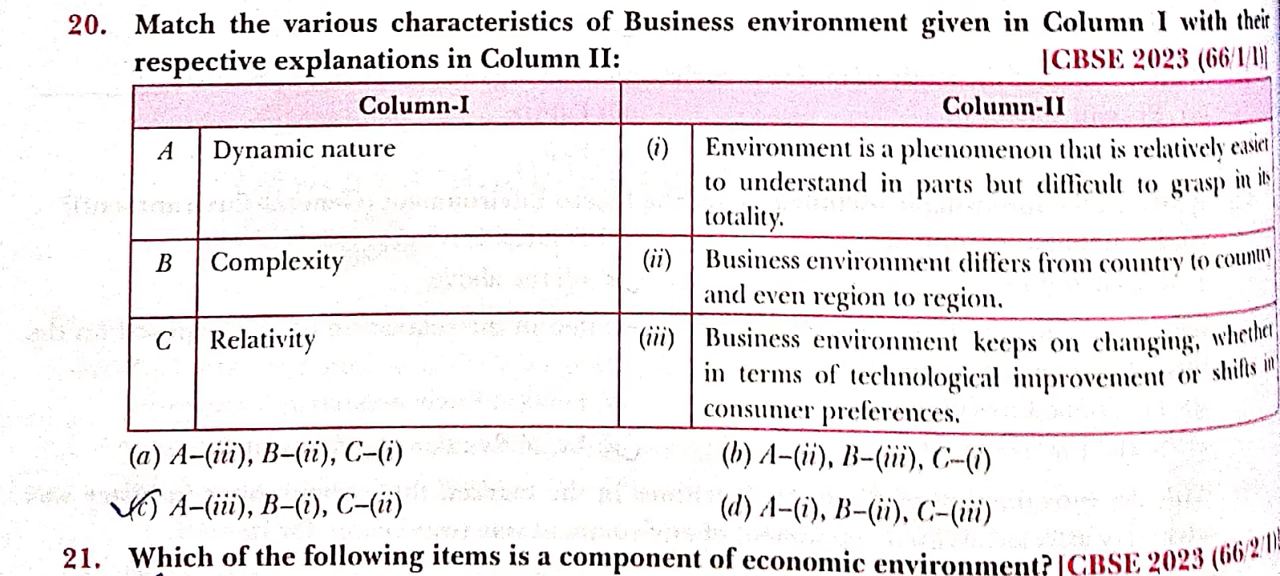 20. Match the various characteristics of Business environment given in Column I with their
respective explanations in Column II: [CBSE 2023 (66/1/1)]
Column-I Column-II
A Dynamic nature (i) Environment is a phenomenon that is relatively easier
to understand in parts but difficult to grasp in its
totality.
B Complexity (ii) Business environment differs from country to country
and even region to region.
C Relativity (iii) Business environment keeps on changing, whether
in terms of technological improvement or shifts in
consumer preferences.
(a) A–(iii), B–(ii), C–(i) (b) A–(ii), B–(iii), C–(i)
(c) A–(iii), B–(i), C–(ii) (d) A–(i), B–(ii), C–(iii)
21. Which of the following items is a component of economic environment? [CBSE 2023 (66/2/1)]